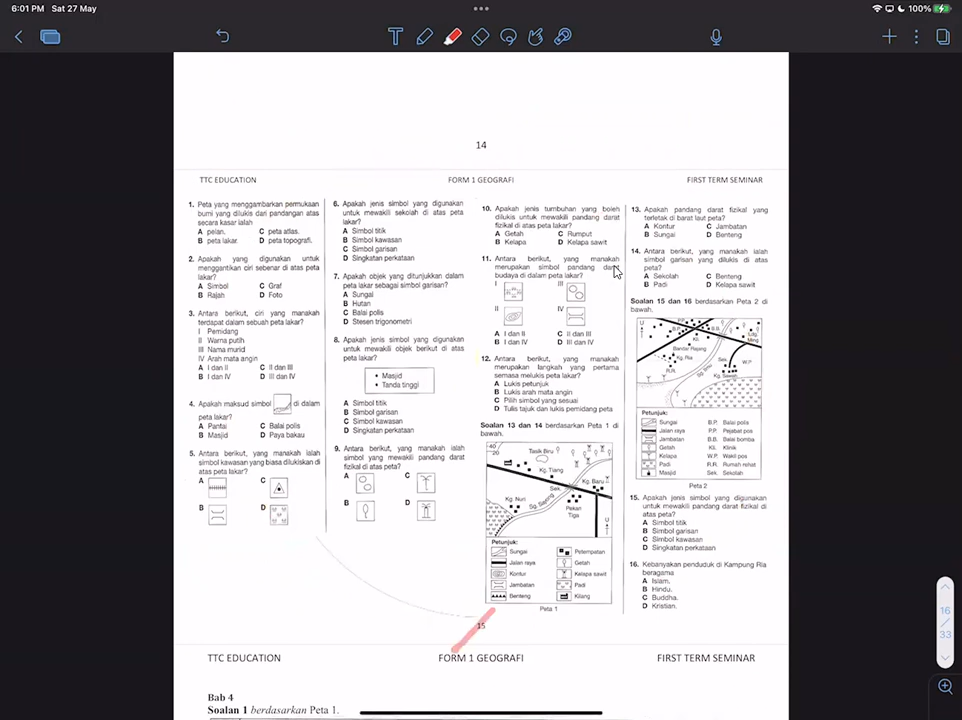 6:01 PM Sat 27 May
100%
14
TTC EDUCATION FORM 1 GEOGRAFI FIRST TERM SEMINAR
1. Peta yang menggambarkan permukaan
bumi yang dilukis dari pandangan atas
secara kasar ialah
A pelan. C peta atlas.
B peta lakar. D peta topografi.
2. Apakah yang digunakan untuk
menggantikan ciri sebenar di atas peta
lakar?
A Simbol C Graf
B Rajah D Foto
3. Antara berikut, ciri yang manakah
terdapat dalam sebuah peta lakar?
I Pemidang
II Warna putih
III Nama murid
IV Arah mata angin
A I dan II C II dan III
B I dan IV D III dan IV
4. Apakah maksud simbol di dalam
peta lakar?
A Pantai C Balai polis
B Masjid D Paya bakau
5. Antara berikut, yang manakah ialah
simbol kawasan yang biasa dilukiskan di
atas peta lakar?
A C
B D
6. Apakah jenis simbol yang digunakan
untuk mewakili sekolah di atas peta
lakar?
A Simbol titik
B Simbol kawasan
C Simbol garisan
D Singkatan perkataan
7. Apakah objek yang ditunjukkan dalam
peta lakar sebagai simbol garisan?
A Sungai
B Hutan
C Balai polis
D Stesen trigonometri
8. Apakah jenis simbol yang digunakan
untuk mewakili objek berikut di atas
peta lakar?
• Masjid
• Tanda tinggi
A Simbol titik
B Simbol garisan
C Simbol kawasan
D Singkatan perkataan
9. Antara berikut, yang manakah ialah
simbol yang mewakili pandang darat
fizikal di atas peta lakar?
A C
B D
10. Apakah jenis tumbuhan yang boleh
dilukis untuk mewakili pandang darat
fizikal di atas peta lakar?
A Getah C Rumput
B Kelapa D Kelapa sawit
11. Antara berikut, yang manakah
merupakan simbol pandang darat
budaya di dalam peta lakar?
I III
II IV
A I dan II C II dan III
B I dan IV D III dan IV
12. Antara berikut, yang manakah
merupakan langkah yang pertama
semasa melukis peta lakar?
A Lukis petunjuk
B Lukis arah mata angin
C Pilih simbol yang sesuai
D Tulis tajuk dan lukis pemidang peta
Soalan 13 dan 14 berdasarkan Peta 1 di
bawah.
40
20
Tasik Biru
Kg. Tiang
Sek.
Kg. Baru
Kg. Nuri
Pekan
Tiga
U
Petunjuk:
Sungai Petempatan
Jalan raya Getah
Kontur Kelapa sawit
Jambatan Padi
Benteng Kilang
Peta 1
13. Apakah pandang darat fizikal yang
terletak di barat laut peta?
A Kontur C Jambatan
B Sungai D Benteng
14. Antara berikut, yang manakah ialah
simbol garisan yang dilukis di atas
peta?
A Sekolah C Benteng
B Padi D Kelapa sawit
Soalan 15 dan 16 berdasarkan Peta 2 di
bawah.
U
Bandar Rejang
Kg. Ria
R.R.
Sek.
W.P.
Kg. Sawah
Petunjuk:
Sungai B.P. Balai polis
Jalan raya P.P. Pejabat pos
Jambatan B.B. Balai bomba
Getah KL Klinik
Kelapa W.P. Wakil pos
Padi R.R. Rumah rehat
Masjid Sek. Sekolah
Peta 2
15. Apakah jenis simbol yang digunakan
untuk mewakili pandang darat fizikal di
atas peta?
A Simbol titik
B Simbol garisan
C Simbol kawasan
D Singkatan perkataan
16. Kebanyakan penduduk di Kampung Ria
beragama
A Islam.
B Hindu.
C Buddha.
D Kristian.
15
TTC EDUCATION FORM 1 GEOGRAFI FIRST TERM SEMINAR
Bab 4
Soalan 1 berdasarkan Peta 1.
16
/
33